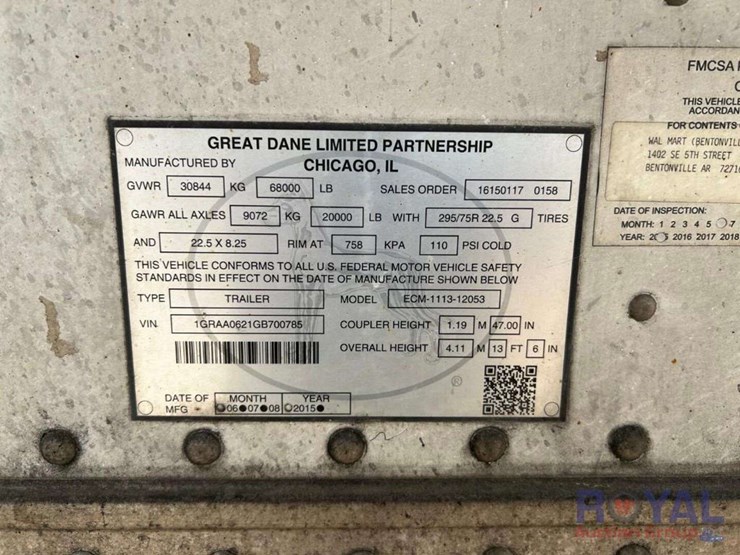 GREAT DANE LIMITED PARTNERSHIP
MANUFACTURED BY CHICAGO, IL
GVWR 30844 KG 68000 LB SALES ORDER 16150117 0158
GAWR ALL AXLES 9072 KG 20000 LB WITH 295/75R 22.5 G TIRES
AND 22.5 X 8.25 RIM AT 758 KPA 110 PSI COLD
THIS VEHICLE CONFORMS TO ALL U.S. FEDERAL MOTOR VEHICLE SAFETY
STANDARDS IN EFFECT ON THE DATE OF MANUFACTURE SHOWN BELOW
TYPE TRAILER MODEL ECM-1113-12053
VIN 1GRAA0621GB700785 COUPLER HEIGHT 1.19 M 47.00 IN
OVERALL HEIGHT 4.11 M 13 FT 6 IN
®
DATE OF MFG MONTH YEAR
06 07 08 2015
FMCSA
THIS VEHICLE
ACCORDAN
FOR CONTENTS
WAL MART (BENTONVIL
1402 SE 5TH STREET
BENTONVILLE AR 7271
DATE OF INSPECTION:
MONTH: 1 2 3 4 5 7
YEAR: 2016 2017 2018
ROYAL